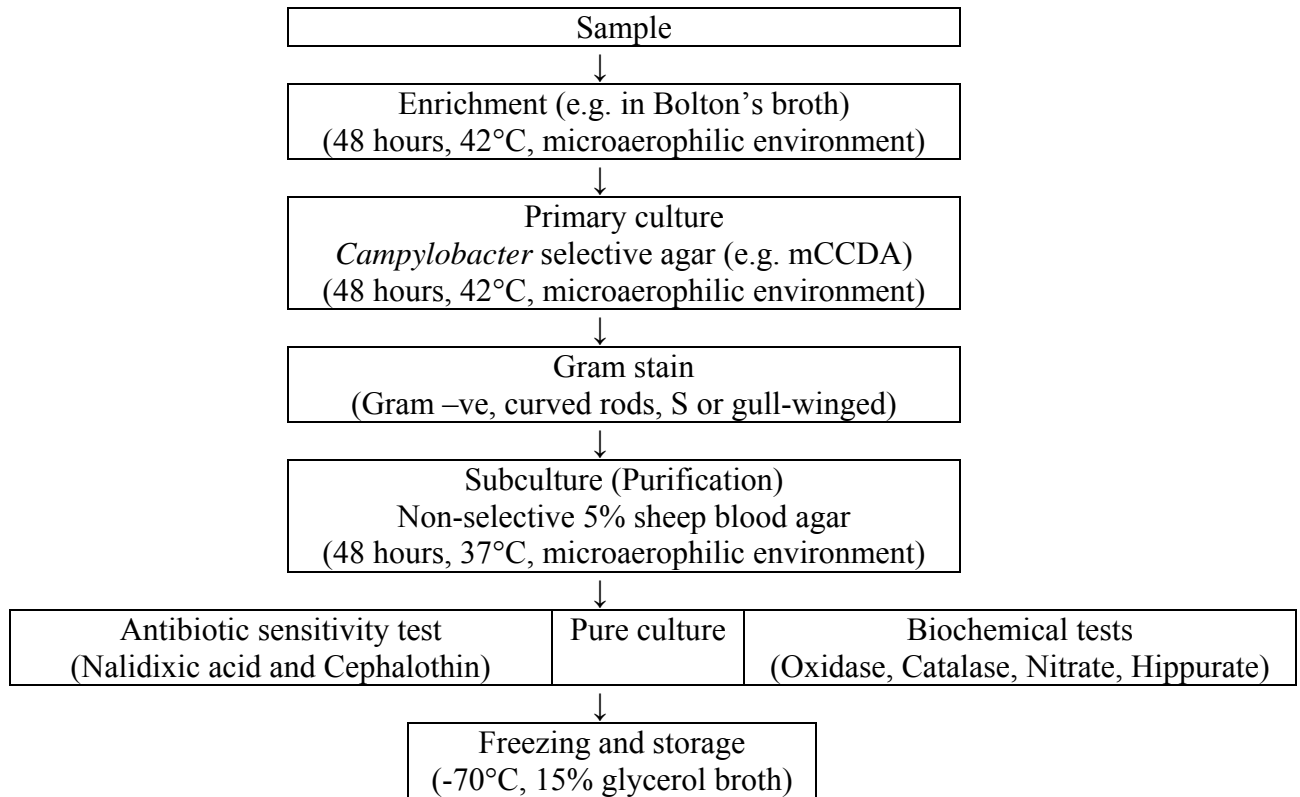 Sample
↓
Enrichment (e.g. in Bolton’s broth)
(48 hours, 42°C, microaerophilic environment)
↓
Primary culture
Campylobacter selective agar (e.g. mCCDA)
(48 hours, 42°C, microaerophilic environment)
↓
Gram stain
(Gram –ve, curved rods, S or gull-winged)
↓
Subculture (Purification)
Non-selective 5% sheep blood agar
(48 hours, 37°C, microaerophilic environment)
↓
Antibiotic sensitivity test
(Nalidixic acid and Cephalothin)
Pure culture
Biochemical tests
(Oxidase, Catalase, Nitrate, Hippurate)
↓
Freezing and storage
(-70°C, 15% glycerol broth)